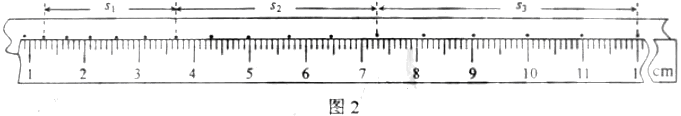 s₁ s₂ s₃
1 2 3 4 5 6 7 8 9 10 11 1 cm
图 2